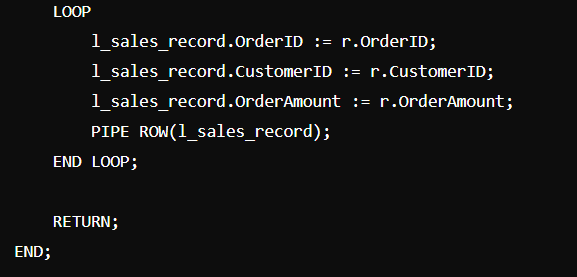 LOOP
l_sales_record.OrderID := r.OrderID;
l_sales_record.CustomerID := r.CustomerID;
l_sales_record.OrderAmount := r.OrderAmount;
PIPE ROW(l_sales_record);
END LOOP;
RETURN;
END;